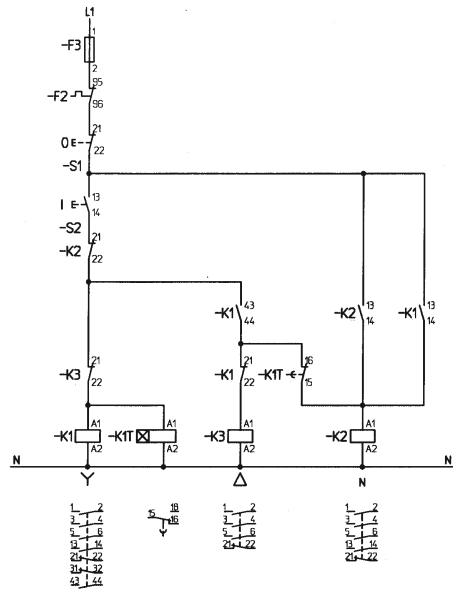 L1
1
-F3
2
95
-F2
96
21
0 E
22
-S1
13
I E
14
-S2
21
-K2
22
43
-K1
44
13
-K2
14
13
-K1
14
21
-K3
22
21
-K1
22
16
-K1T
15
A1
-K1
A2
A1
-K1T
A2
A1
-K3
A2
A1
-K2
A2
N N
Y Δ N
1 2
3 4
5 6
13 14
21 22
31 32
43 44
18
15 16
1 2
3 4
5 6
21 22
1 2
3 4
5 6
13 14
21 22